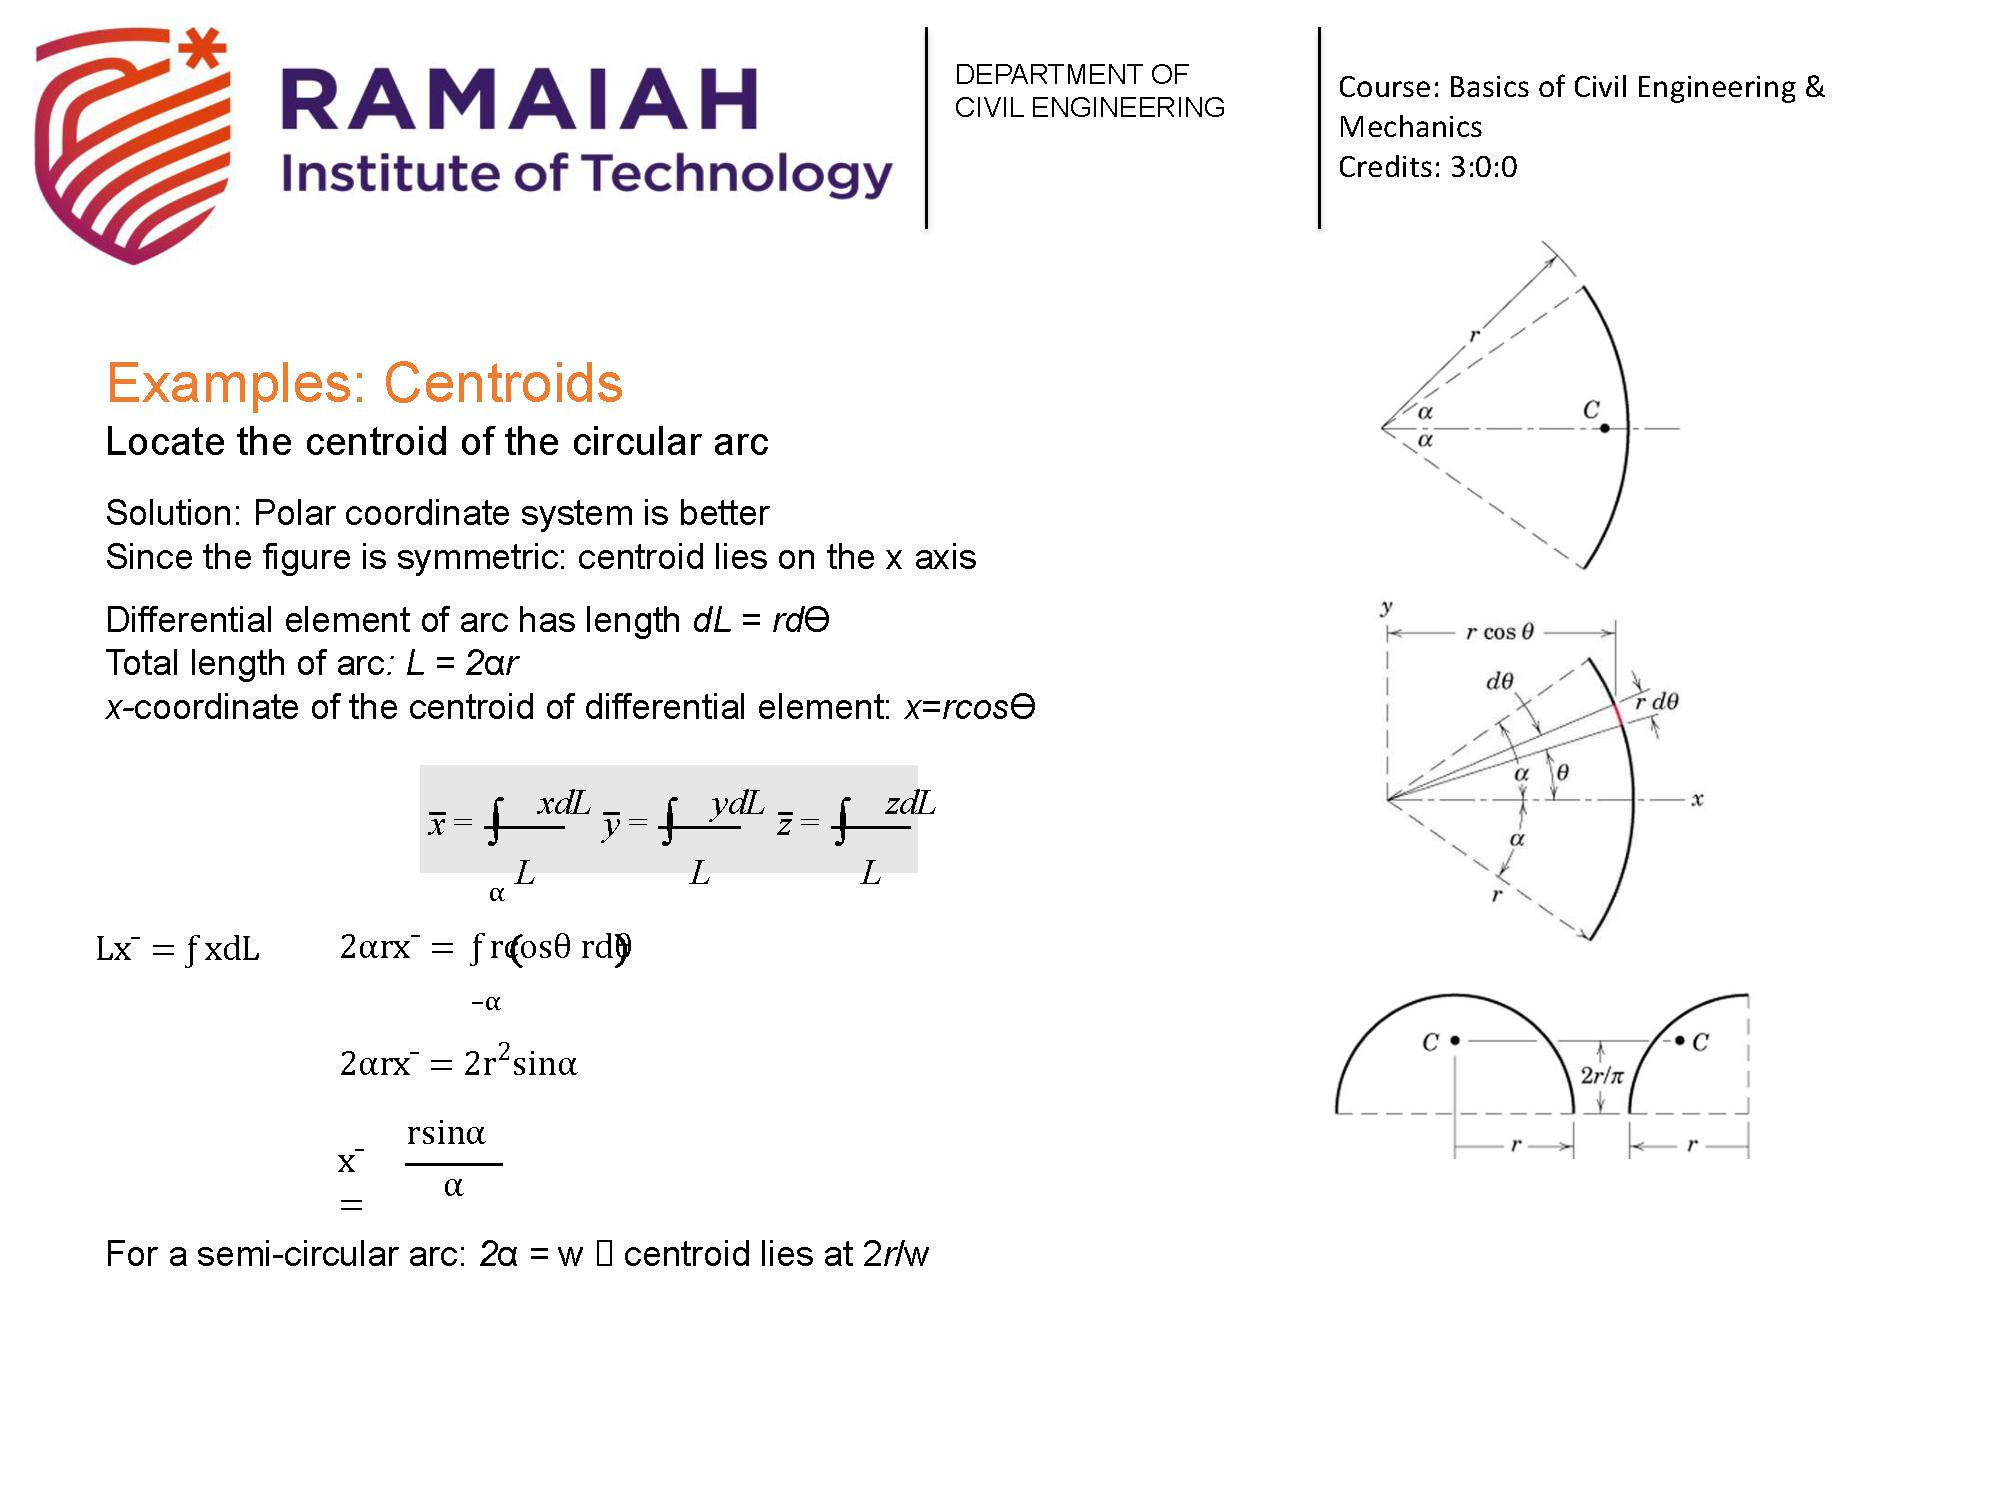 RAMAIAH
Institute of Technology
DEPARTMENT OF
CIVIL ENGINEERING
Course: Basics of Civil Engineering &
Mechanics
Credits: 3:0:0
Examples: Centroids
Locate the centroid of the circular arc
Solution: Polar coordinate system is better
Since the figure is symmetric: centroid lies on the x axis
Differential element of arc has length dL = rdƟ
Total length of arc: L = 2αr
x-coordinate of the centroid of differential element: x=rcosƟ
x̅ = ∫ xdL / L y̅ = ∫ ydL / L z̅ = ∫ zdL / L
α
Lx‾ = ƒ xdL
2αrx‾ = ƒ r(cosθ rdθ)
−α
2αrx‾ = 2r²sinα
rsinα
x‾
=
α
For a semi-circular arc: 2α = w ▯ centroid lies at 2r/w
r
α
α
C
y
r cos θ
dθ
r dθ
α
θ
x
α
r
C
C
2r/π
r
r